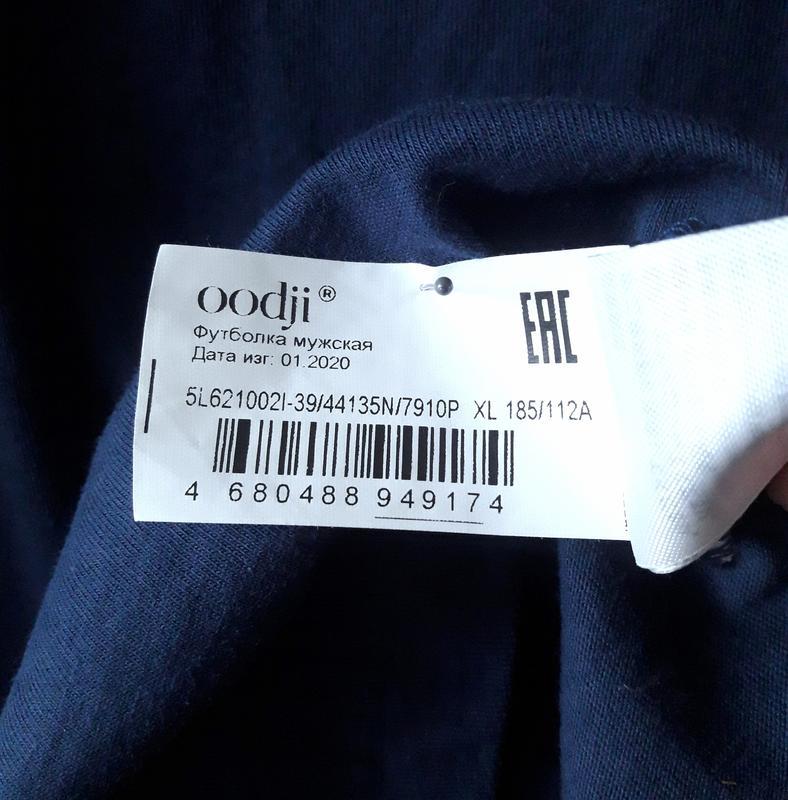 oodji®
EAC
Футболка мужская
Дата изг: 01.2020
5L621002I-39/44135N/7910P XL 185/112A
4 680488 949174